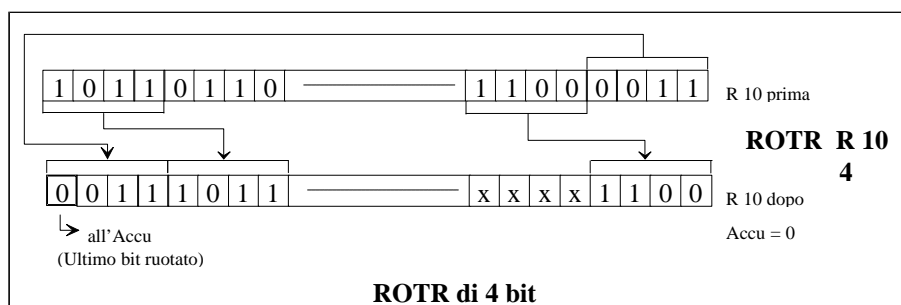 1 0 1 1 0 1 1 0 1 1 0 0 0 0 1 1
R 10 prima
ROTR R 10
4
0 0 1 1 1 0 1 1 x x x x 1 1 0 0
R 10 dopo
all'Accu
Accu = 0
(Ultimo bit ruotato)
ROTR di 4 bit